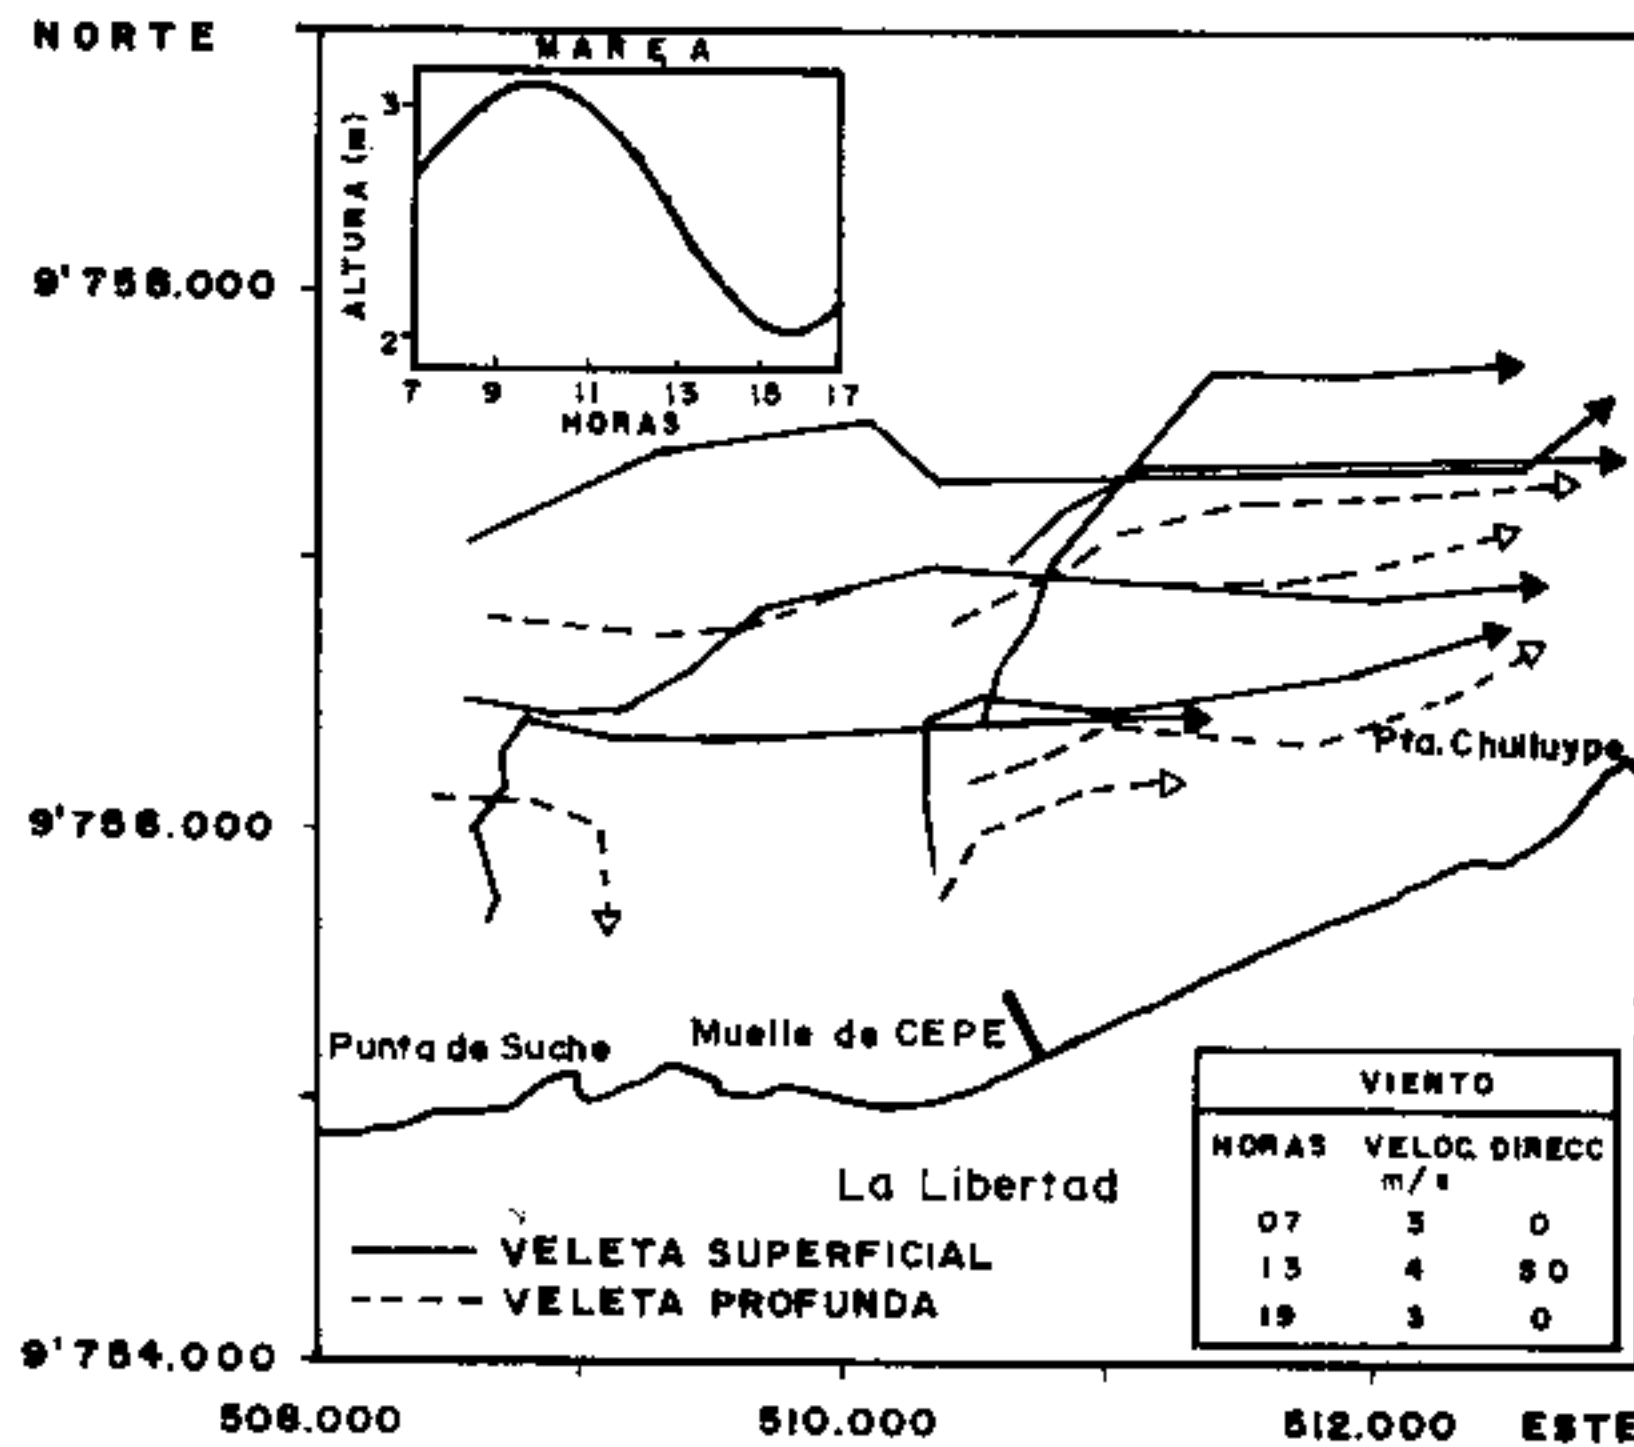 NORTE
MAREA
ALTURA (m)
3
2
7 9 11 13 15 17
HORAS
9'758.000
9'756.000
9'754.000
508.000 510.000 512.000 ESTE
Pta. Chulluype
Punta de Suche
Muelle de CEPE
La Libertad
VELETA SUPERFICIAL
VELETA PROFUNDA
VIENTO
HORAS VELOC. DIRECC
m/s
07 3 0
13 4 SO
19 3 0